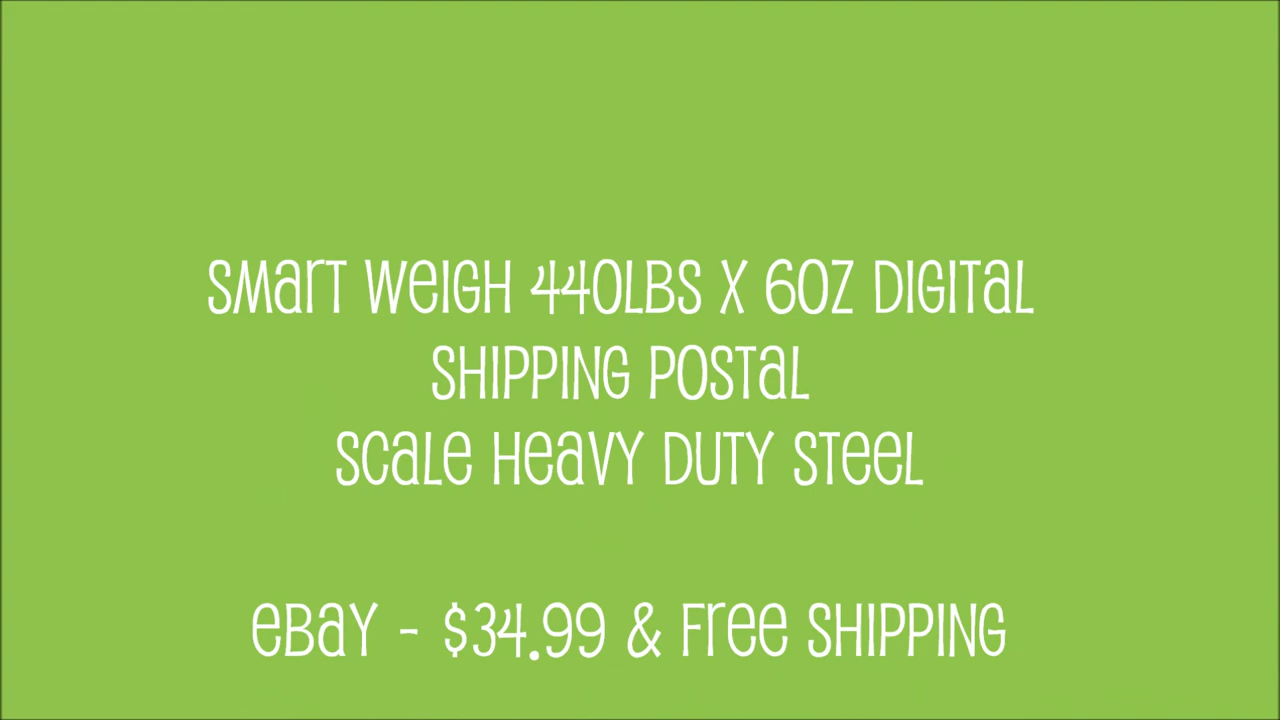 Smart Weigh 440lbs x 6oz Digital
Shipping Postal
Scale Heavy Duty Steel
eBay - $34.99 & Free Shipping